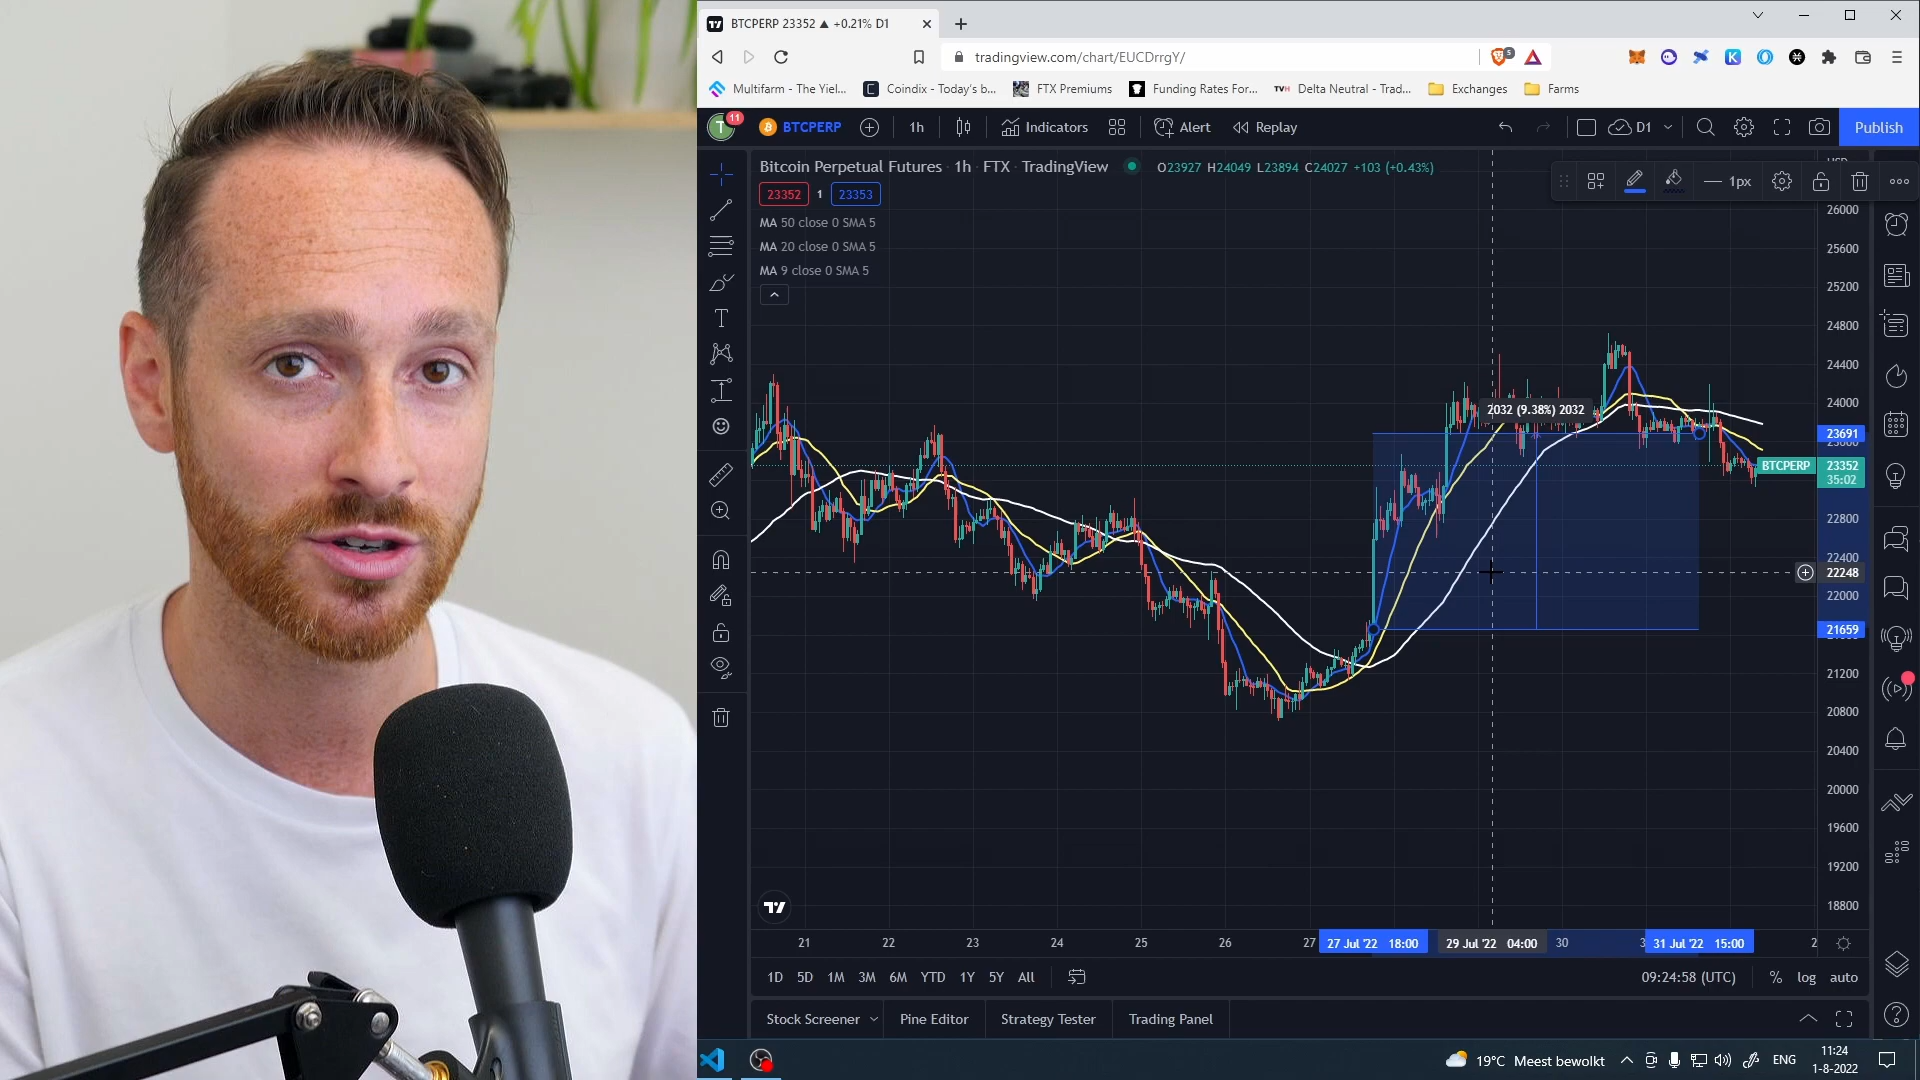 BTCPERP 23352 ▲ +0.21% D1
tradingview.com/chart/EUCDrrgY/
5
Multifarm - The Yiel...
Coindix - Today's b...
FTX Premiums
Funding Rates For...
TVH Delta Neutral - Trad...
Exchanges
Farms
T 11
BTCPERP
1h
Indicators
Alert
Replay
D1
Publish
Bitcoin Perpetual Futures · 1h · FTX · TradingView
O23927 H24049 L23894 C24027 +103 (+0.43%)
1px
23352 1 23353
MA 50 close 0 SMA 5
MA 20 close 0 SMA 5
MA 9 close 0 SMA 5
26000
25600
25200
24800
24400
24000
2032 (9.38%) 2032
23691
BTCPERP 23352
35:02
22800
22400
22248
22000
21659
21200
20800
20400
20000
19600
19200
18800
21 22 23 24 25 26 27 27 Jul '22 18:00 29 Jul '22 04:00 30 31 Jul '22 15:00 2
1D 5D 1M 3M 6M YTD 1Y 5Y All
09:24:58 (UTC) % log auto
Stock Screener
Pine Editor
Strategy Tester
Trading Panel
19°C Meest bewolkt
ENG
11:24
1-8-2022